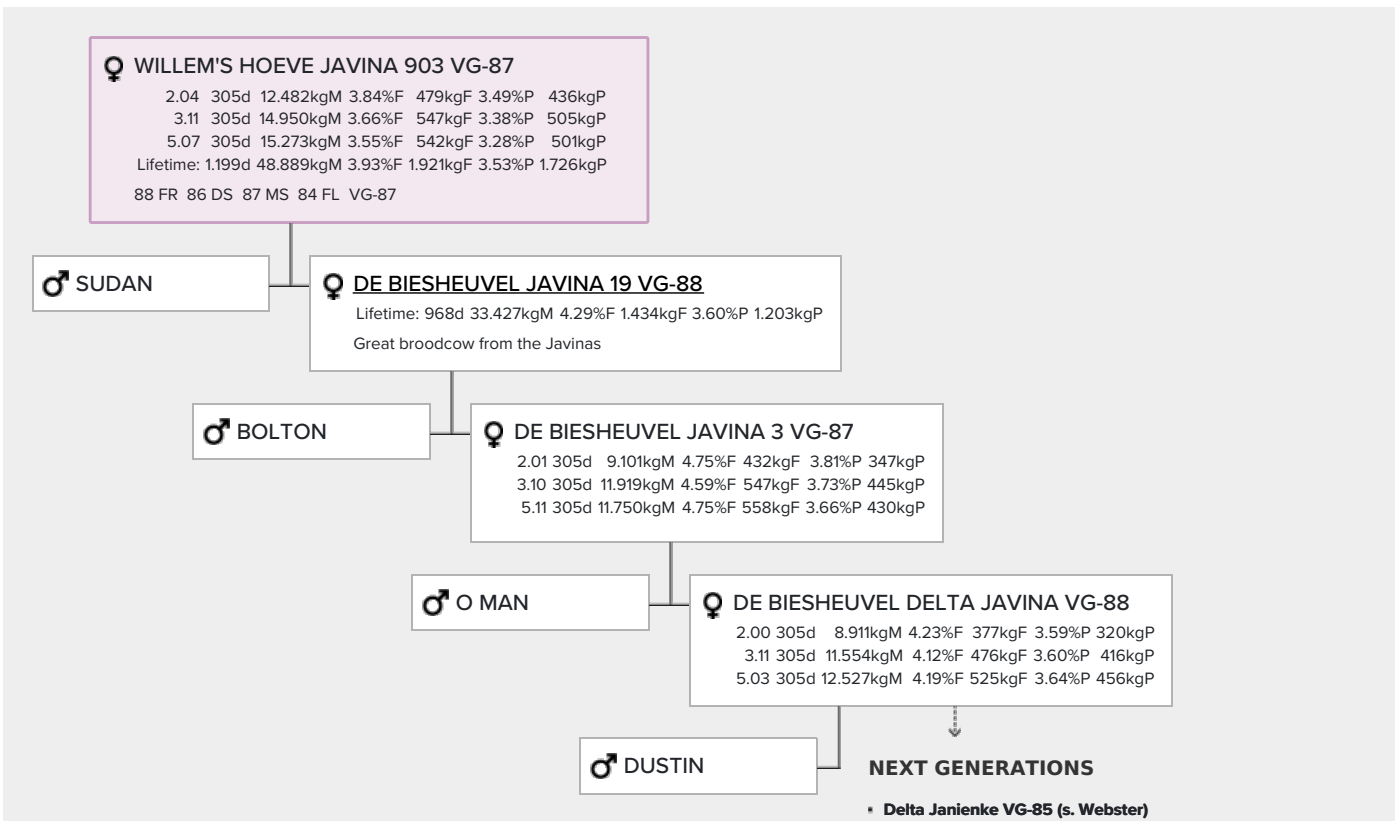 WILLEM'S HOEVE JAVINA 903 VG-87
2.04 305d 12.482kgM 3.84%F 479kgF 3.49%P 436kgP
3.11 305d 14.950kgM 3.66%F 547kgF 3.38%P 505kgP
5.07 305d 15.273kgM 3.55%F 542kgF 3.28%P 501kgP
Lifetime: 1.199d 48.889kgM 3.93%F 1.921kgF 3.53%P 1.726kgP
88 FR 86 DS 87 MS 84 FL VG-87
SUDAN
DE BIESHEUVEL JAVINA 19 VG-88
Lifetime: 968d 33.427kgM 4.29%F 1.434kgF 3.60%P 1.203kgP
Great broodcow from the Javinas
BOLTON
DE BIESHEUVEL JAVINA 3 VG-87
2.01 305d 9.101kgM 4.75%F 432kgF 3.81%P 347kgP
3.10 305d 11.919kgM 4.59%F 547kgF 3.73%P 445kgP
5.11 305d 11.750kgM 4.75%F 558kgF 3.66%P 430kgP
O MAN
DE BIESHEUVEL DELTA JAVINA VG-88
2.00 305d 8.911kgM 4.23%F 377kgF 3.59%P 320kgP
3.11 305d 11.554kgM 4.12%F 476kgF 3.60%P 416kgP
5.03 305d 12.527kgM 4.19%F 525kgF 3.64%P 456kgP
DUSTIN
NEXT GENERATIONS
• Delta Janienke VG-85 (s. Webster)